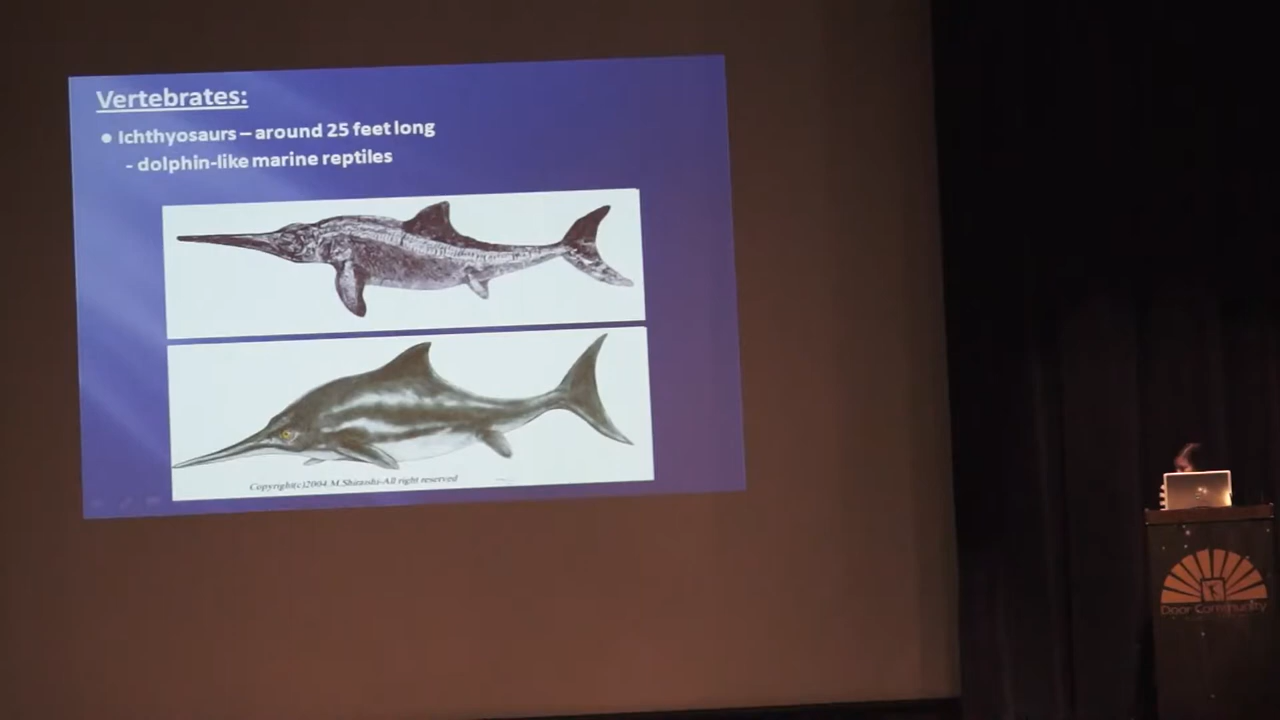 Vertebrates:
• Ichthyosaurs – around 25 feet long
- dolphin-like marine reptiles
Copyright(c)2004 M.Shiraishi-All right reserved
Door Community